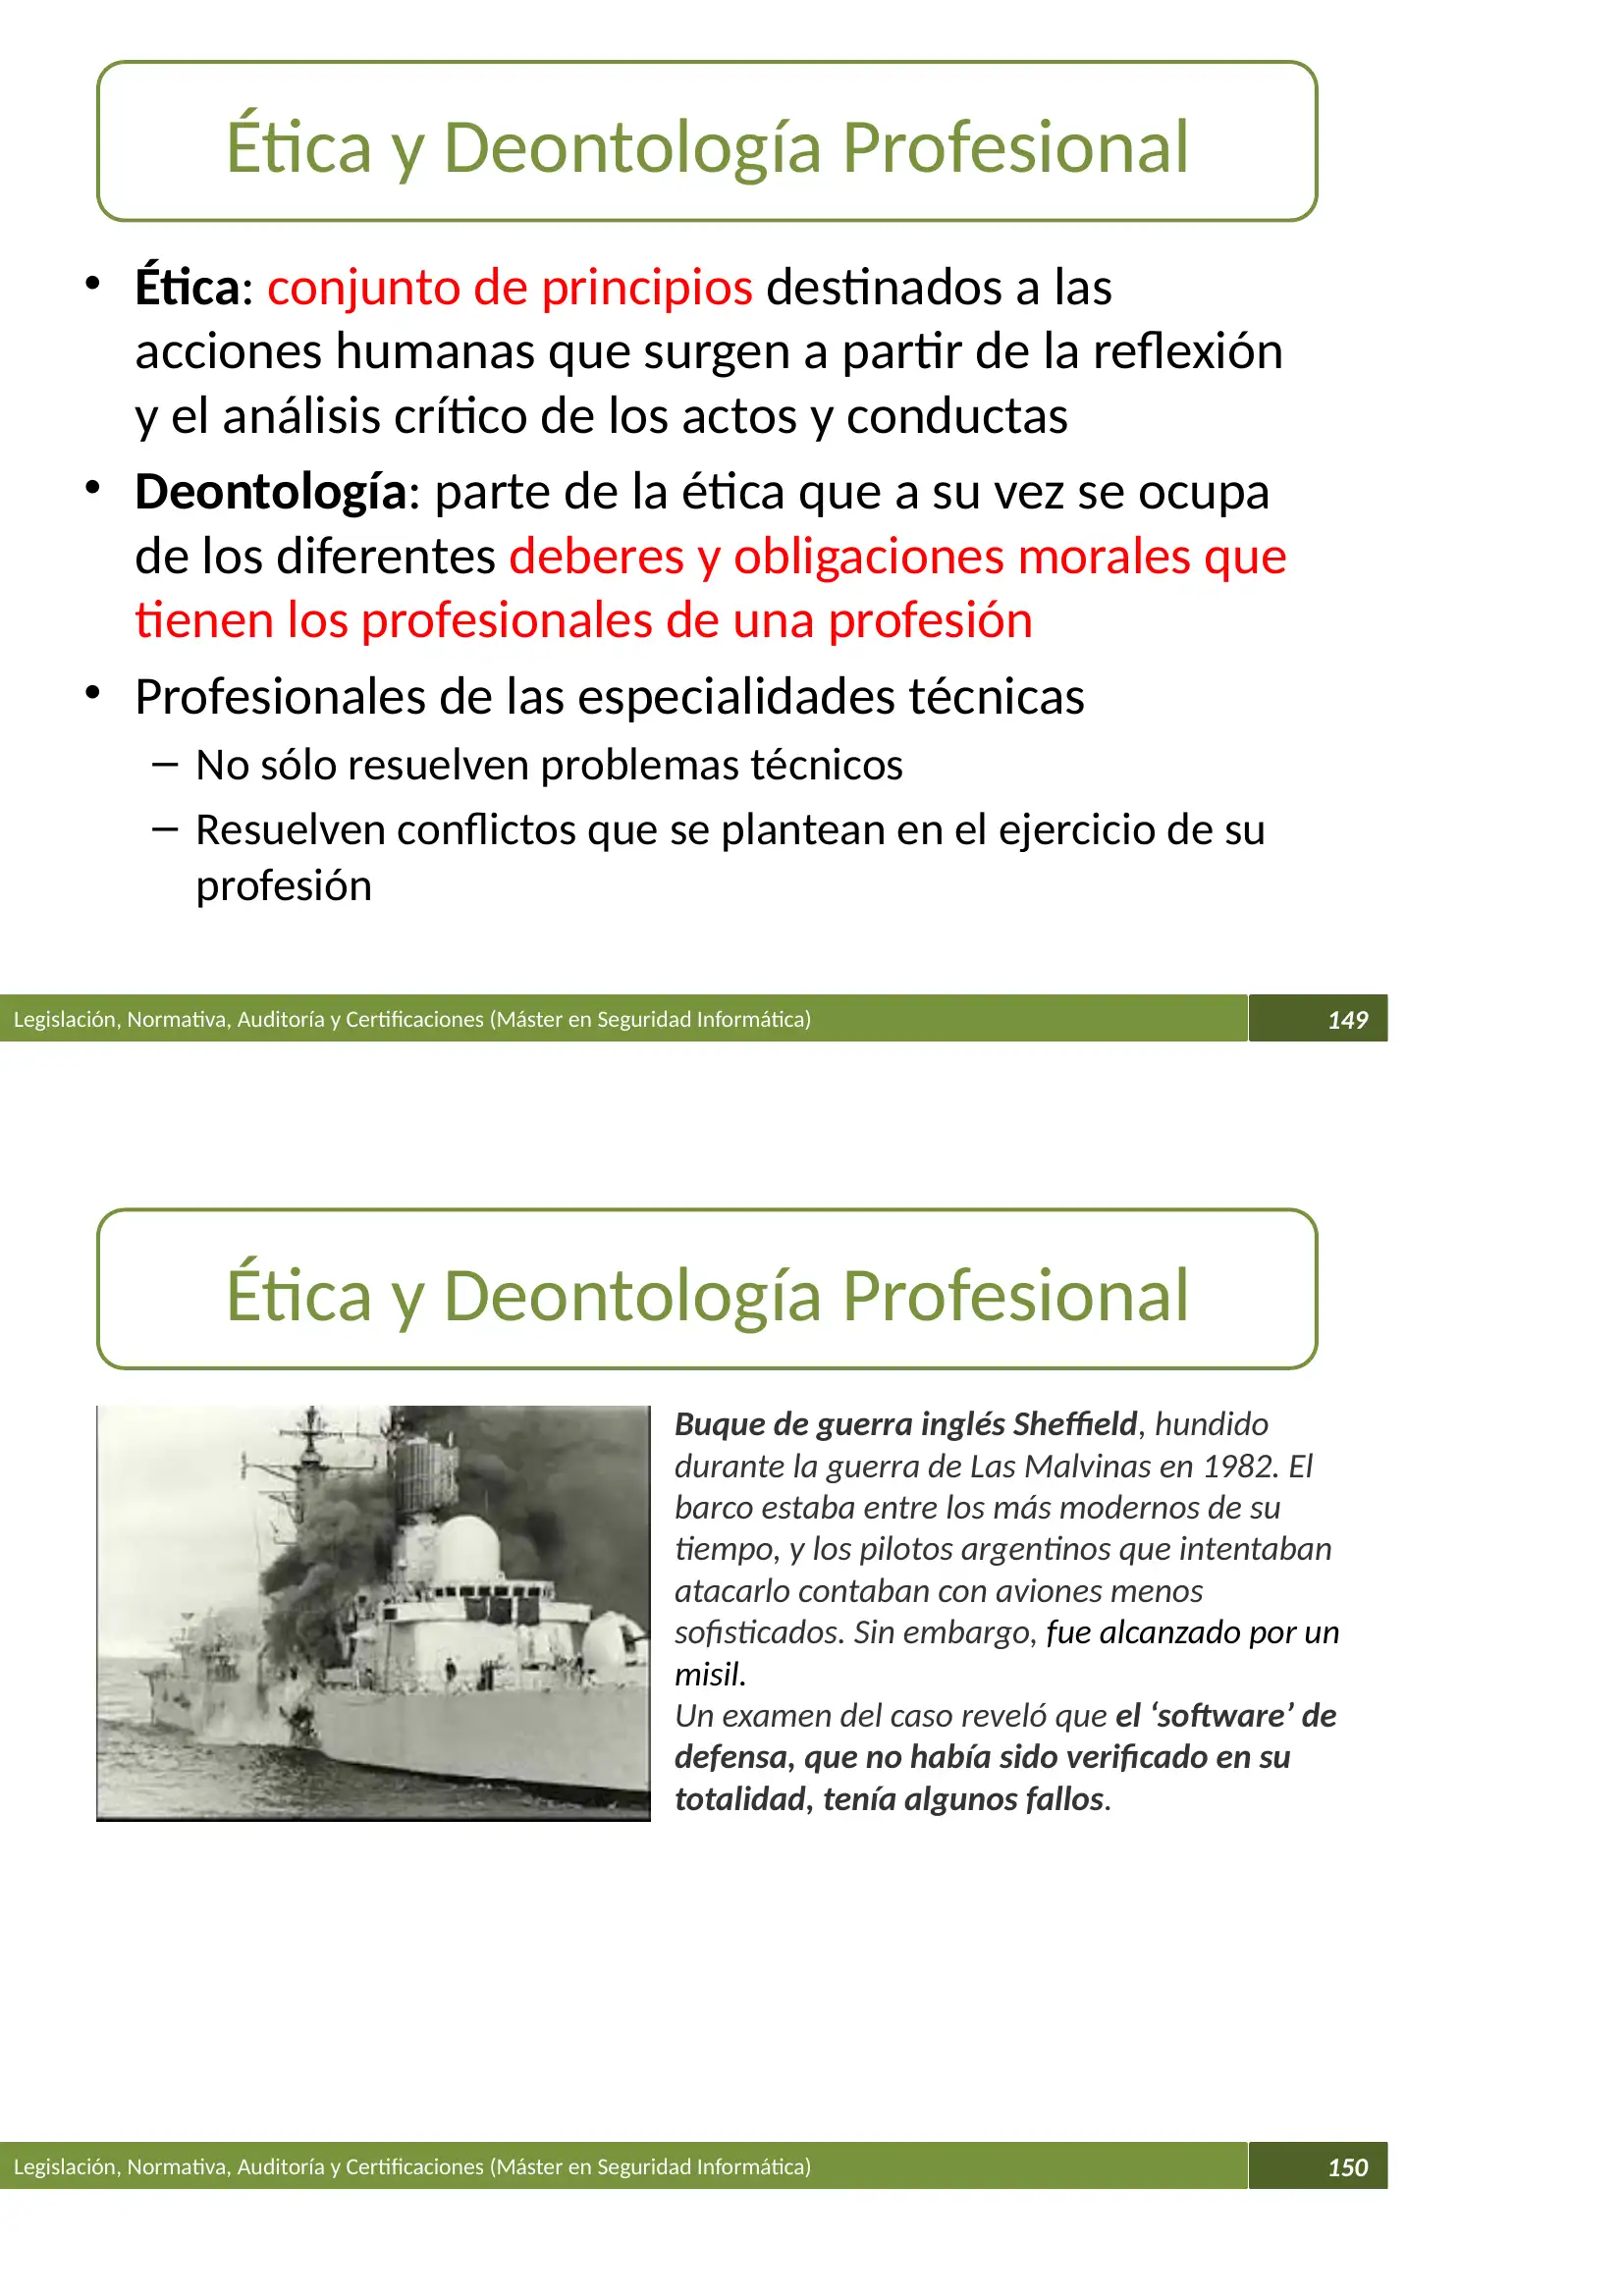 Ética y Deontología Profesional
• Ética: conjunto de principios destinados a las
acciones humanas que surgen a partir de la reflexión
y el análisis crítico de los actos y conductas
• Deontología: parte de la ética que a su vez se ocupa
de los diferentes deberes y obligaciones morales que
tienen los profesionales de una profesión
• Profesionales de las especialidades técnicas
– No sólo resuelven problemas técnicos
– Resuelven conflictos que se plantean en el ejercicio de su
profesión
Legislación, Normativa, Auditoría y Certificaciones (Máster en Seguridad Informática) 149
Ética y Deontología Profesional
Buque de guerra inglés Sheffield, hundido
durante la guerra de Las Malvinas en 1982. El
barco estaba entre los más modernos de su
tiempo, y los pilotos argentinos que intentaban
atacarlo contaban con aviones menos
sofisticados. Sin embargo, fue alcanzado por un
misil.
Un examen del caso reveló que el ‘software’ de
defensa, que no había sido verificado en su
totalidad, tenía algunos fallos.
Legislación, Normativa, Auditoría y Certificaciones (Máster en Seguridad Informática) 150